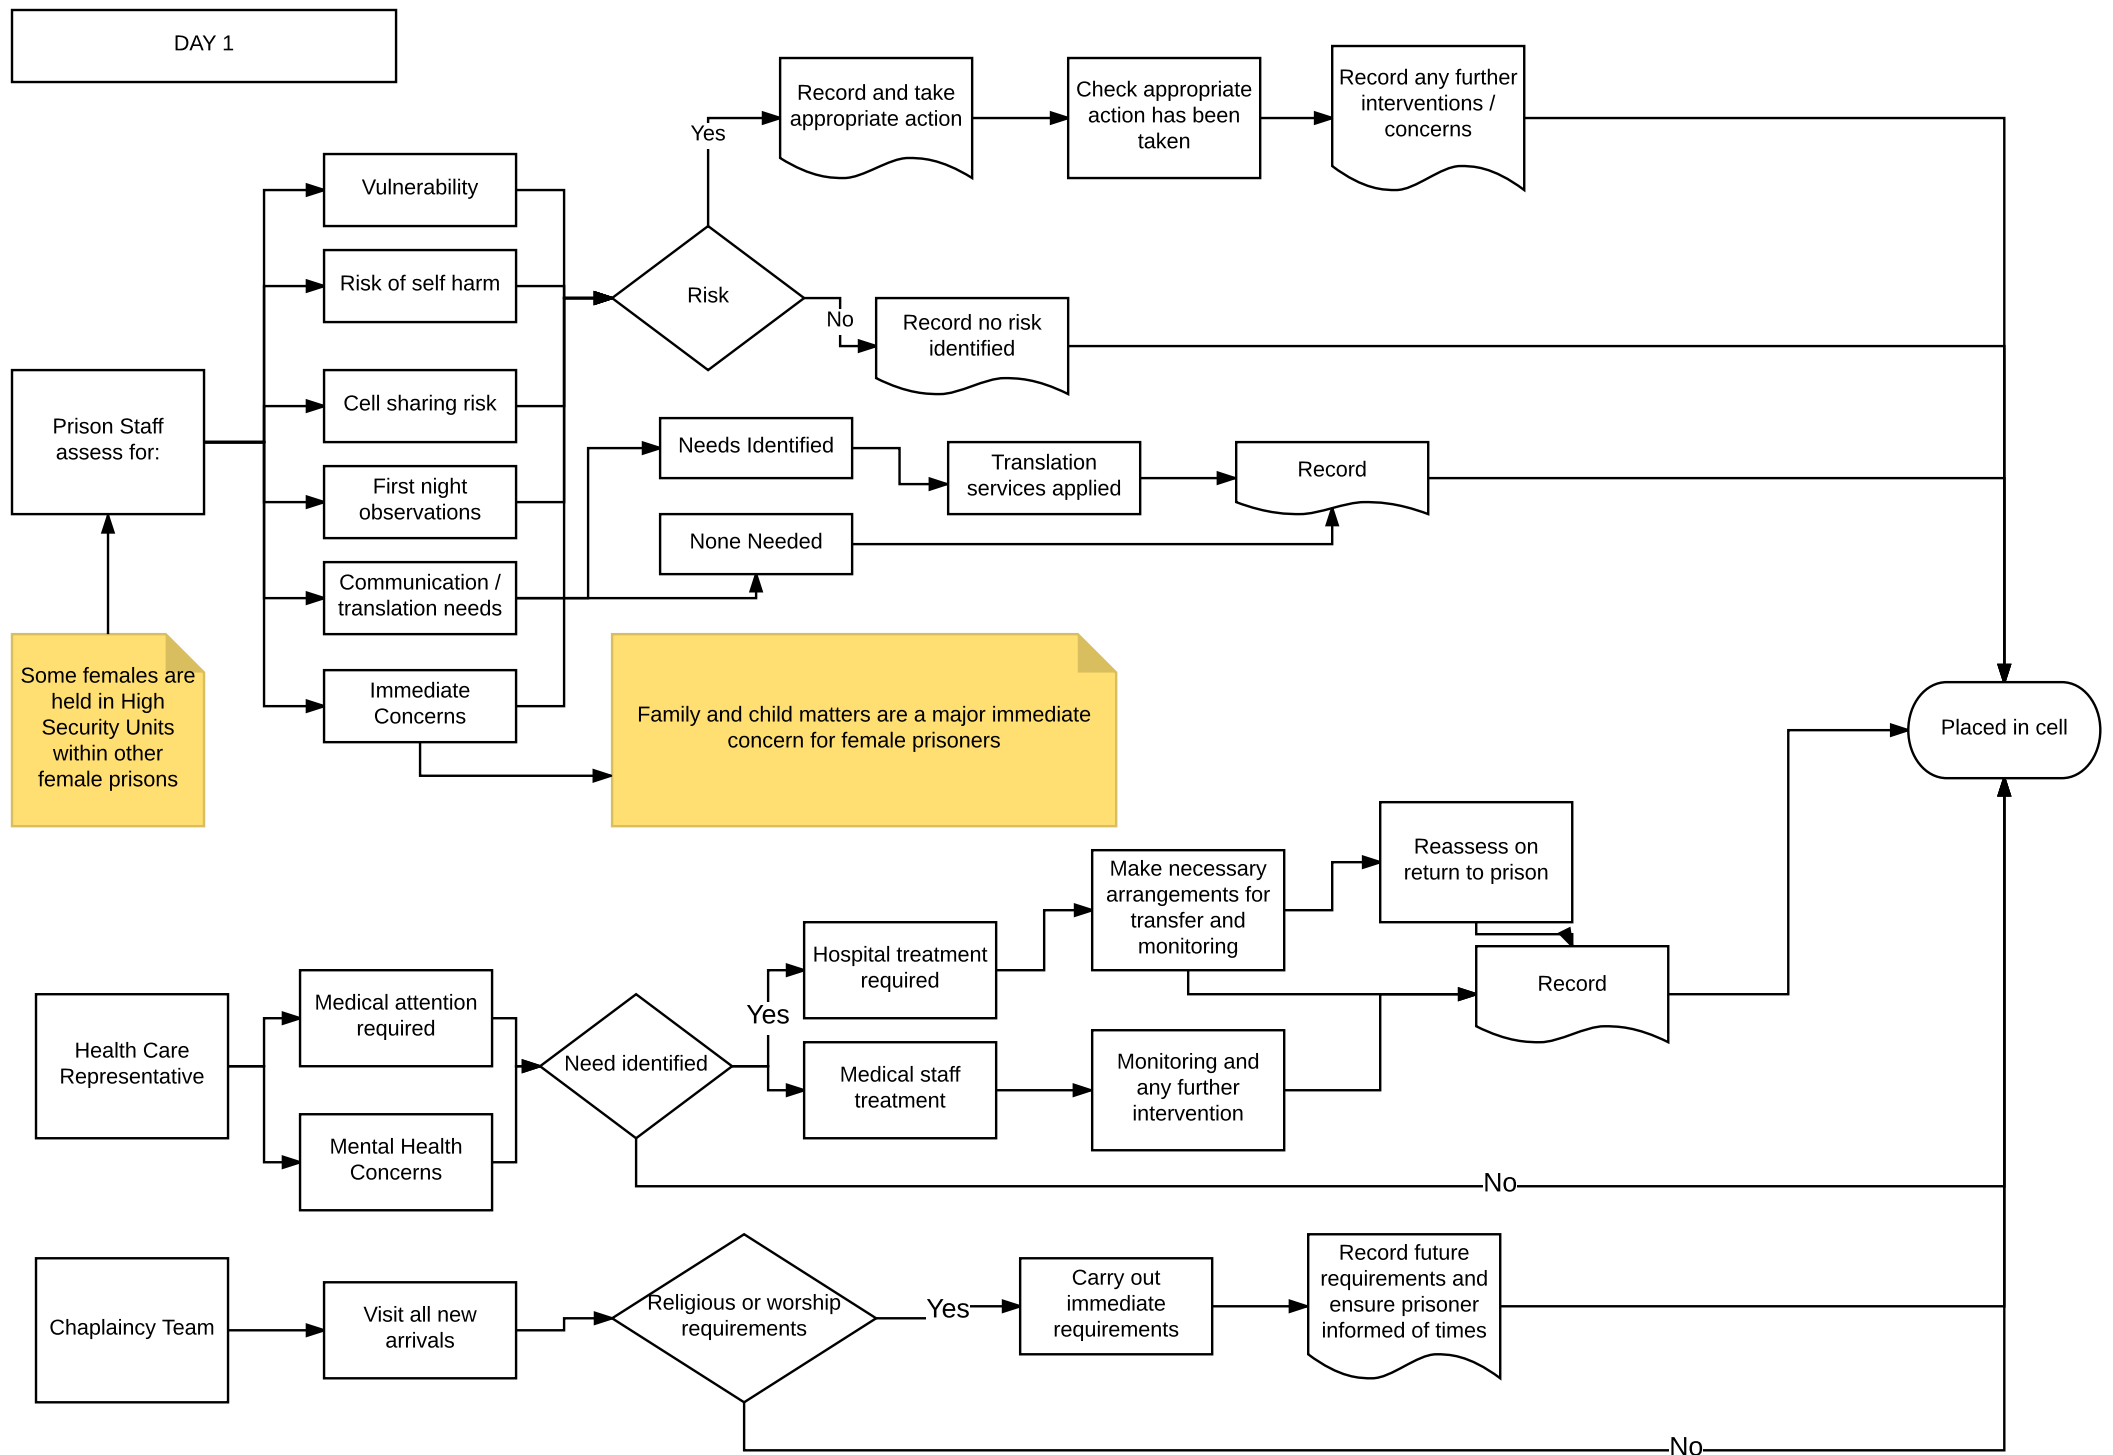 DAY 1
Record and take
appropriate action
Check appropriate
action has been
taken
Record any further
interventions /
concerns
Yes
Vulnerability
Risk of self harm
Risk
No
Record no risk
identified
Cell sharing risk
Prison Staff
assess for:
First night
observations
Needs Identified
Translation
services applied
Record
None Needed
Communication /
translation needs
Some females are
held in High
Security Units
within other
female prisons
Immediate
Concerns
Family and child matters are a major immediate
concern for female prisoners
Placed in cell
Reassess on
return to prison
Make necessary
arrangements for
transfer and
monitoring
Hospital treatment
required
Record
Medical attention
required
Yes
Health Care
Representative
Need identified
Medical staff
treatment
Monitoring and
any further
intervention
Mental Health
Concerns
No
Chaplaincy Team
Visit all new
arrivals
Religious or worship
requirements
Yes
Carry out
immediate
requirements
Record future
requirements and
ensure prisoner
informed of times
No